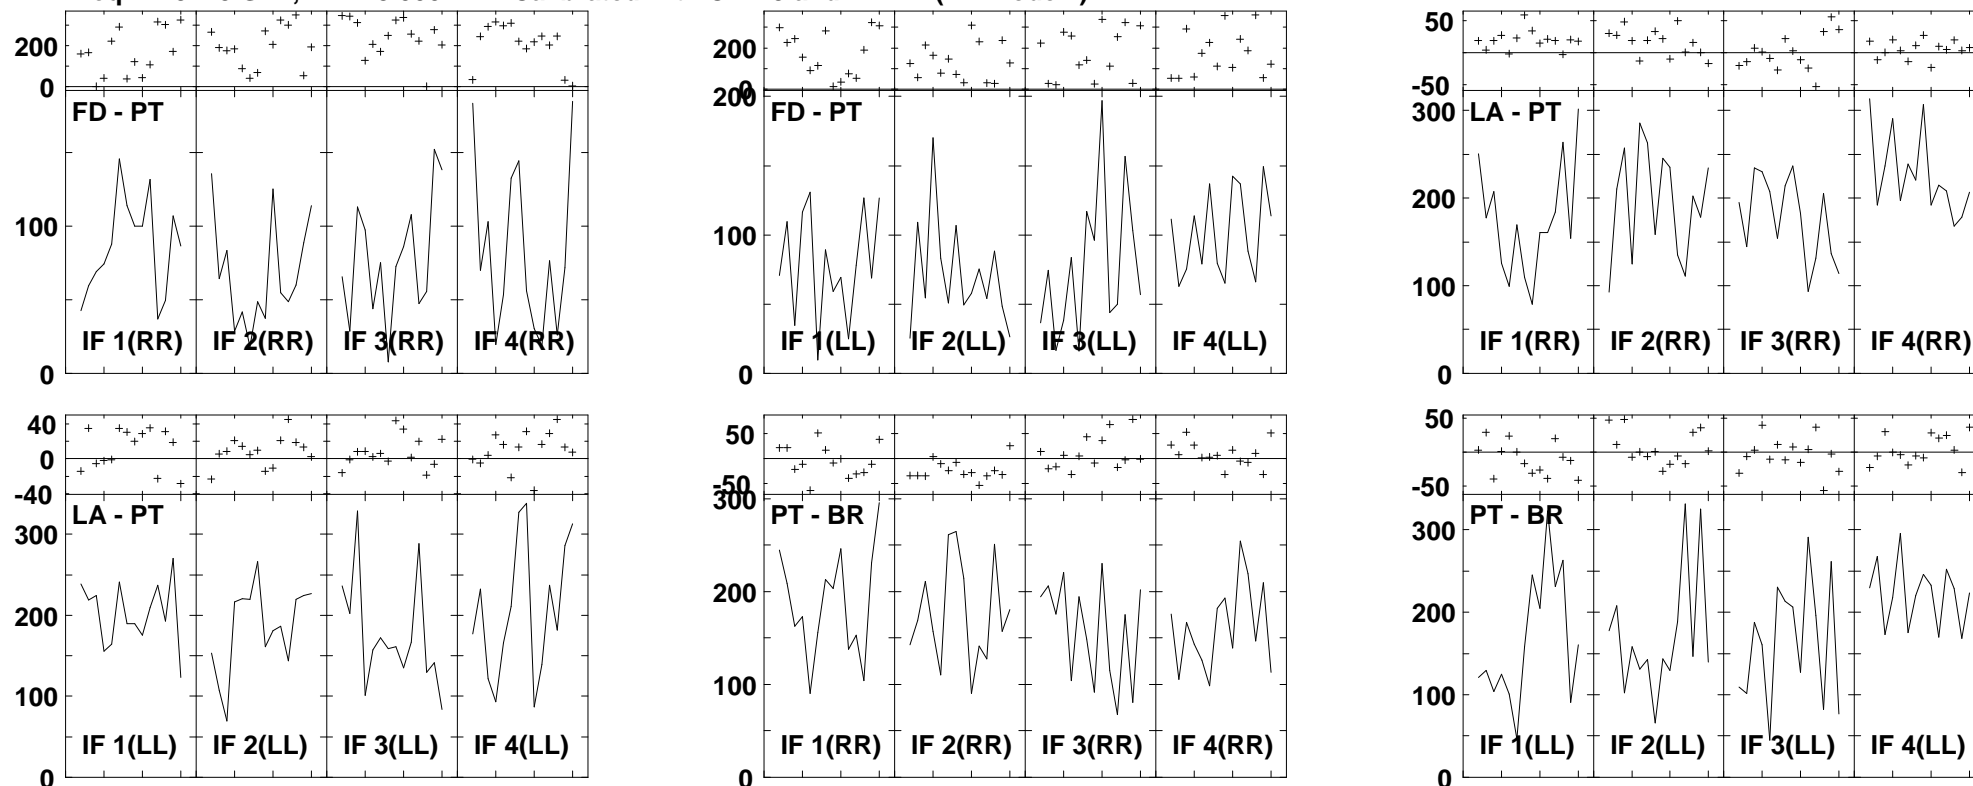 200
0
FD - PT
100
0
IF 1(RR) IF 2(RR) IF 3(RR) IF 4(RR)
200
0
200
FD - PT
100
0
IF 1(LL) IF 2(LL) IF 3(LL) IF 4(LL)
50
-50
300
LA - PT
200
100
0
IF 1(RR) IF 2(RR) IF 3(RR) IF 4(RR)
40
0
-40
LA - PT
300
200
100
0
IF 1(LL) IF 2(LL) IF 3(LL) IF 4(LL)
50
-50
300
PT - BR
200
100
0
IF 1(RR) IF 2(RR) IF 3(RR) IF 4(RR)
50
-50
PT - BR
300
200
100
0
IF 1(LL) IF 2(LL) IF 3(LL) IF 4(LL)